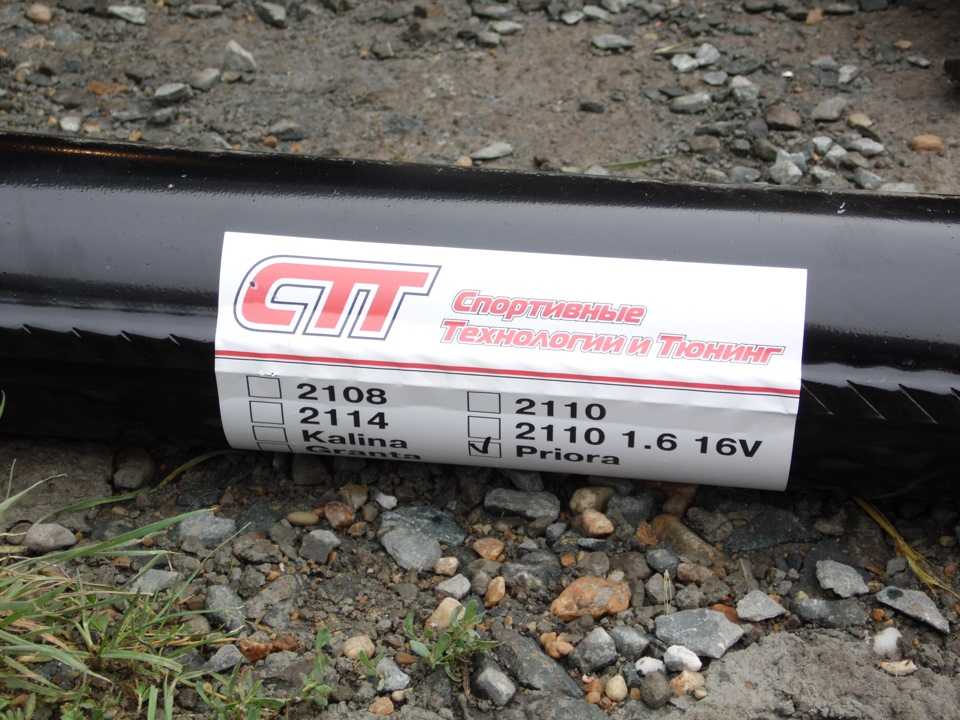 СТТ Спортивные
Технологии и Тюнинг
2108
2114
Kalina
Granta
2110
2110 1.6 16V
Priora